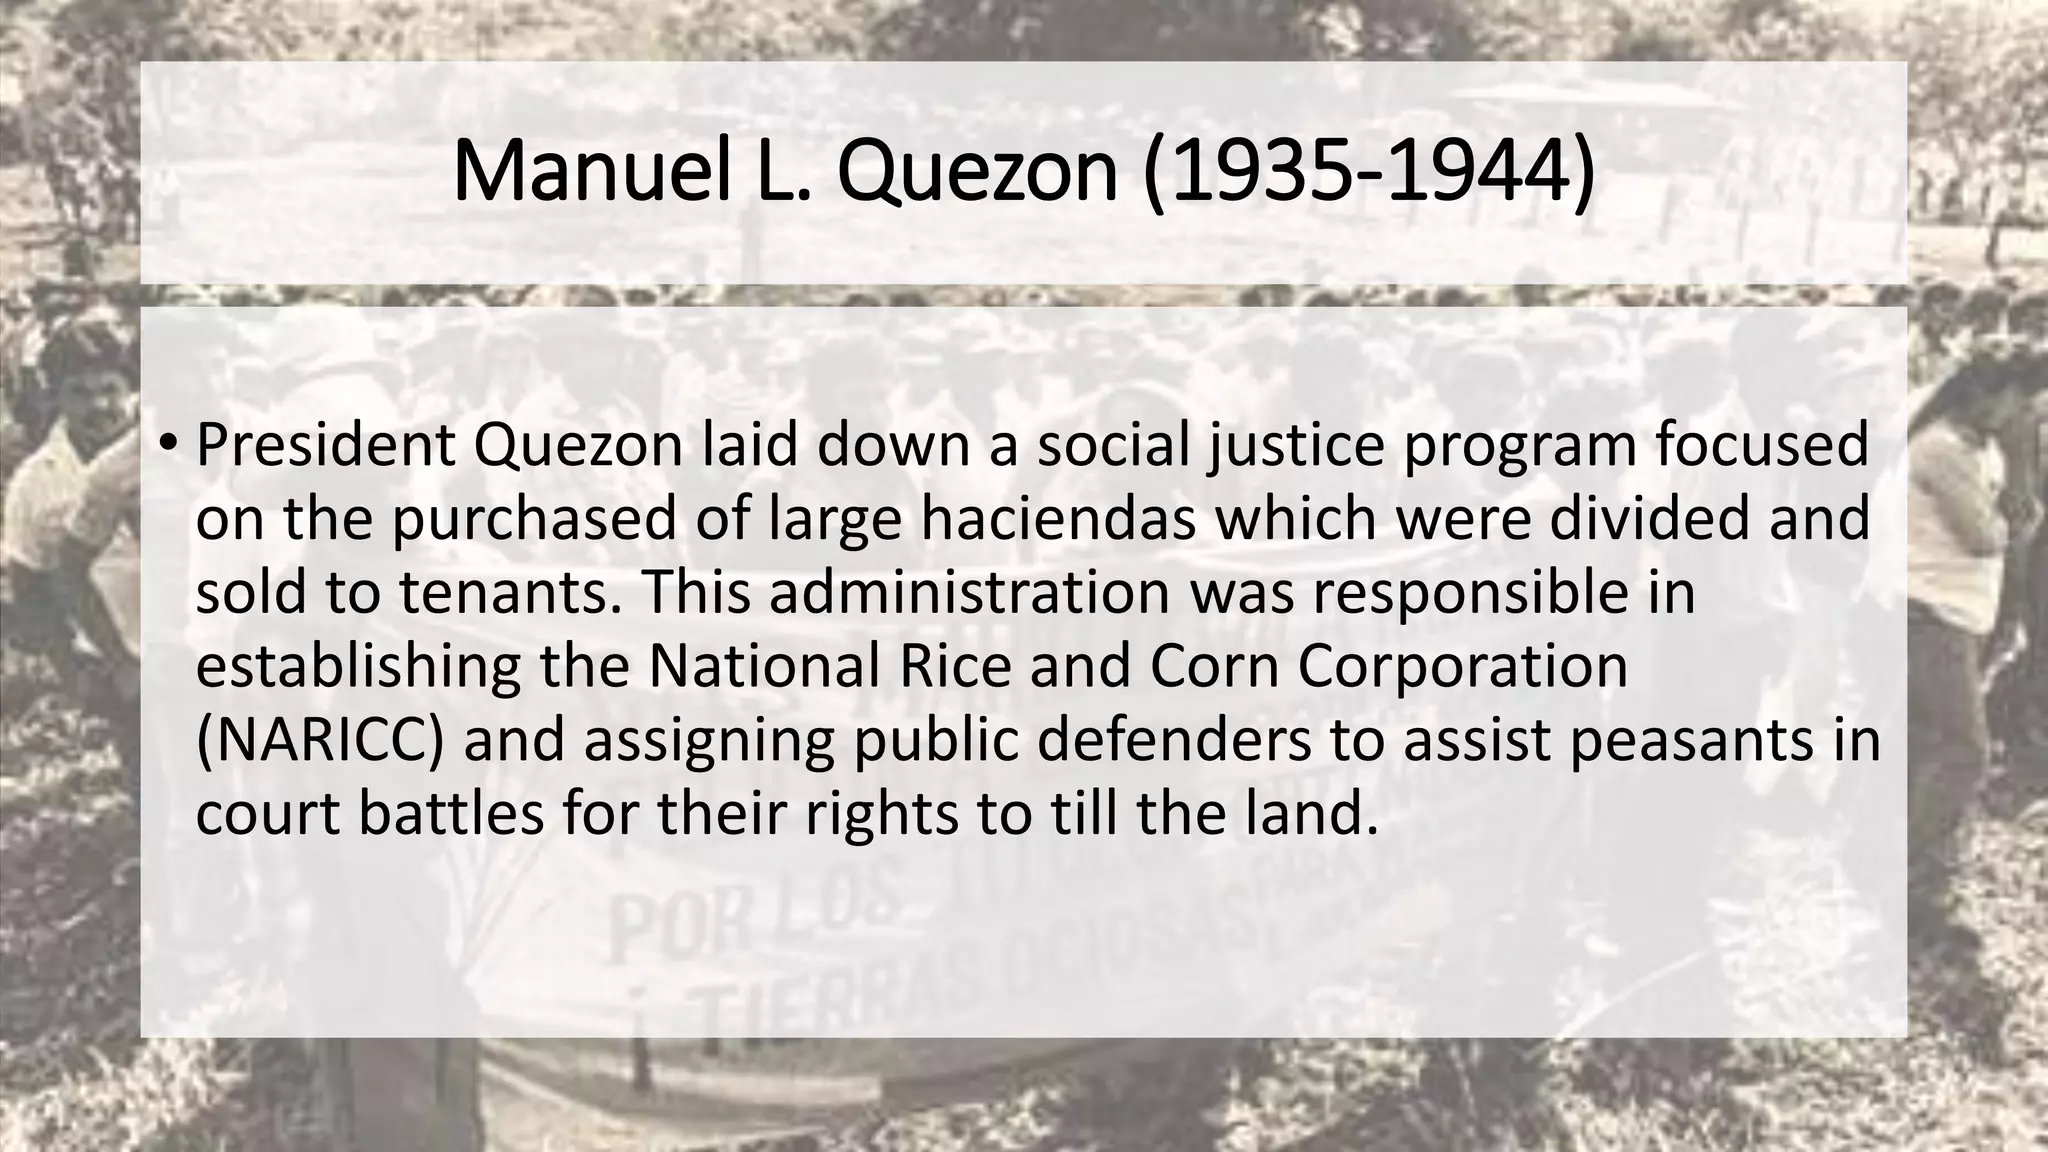 Manuel L. Quezon (1935-1944)
• President Quezon laid down a social justice program focused
on the purchased of large haciendas which were divided and
sold to tenants. This administration was responsible in
establishing the National Rice and Corn Corporation
(NARICC) and assigning public defenders to assist peasants in
court battles for their rights to till the land.
POR LOS
¡ TIERRAS OCIOSAS